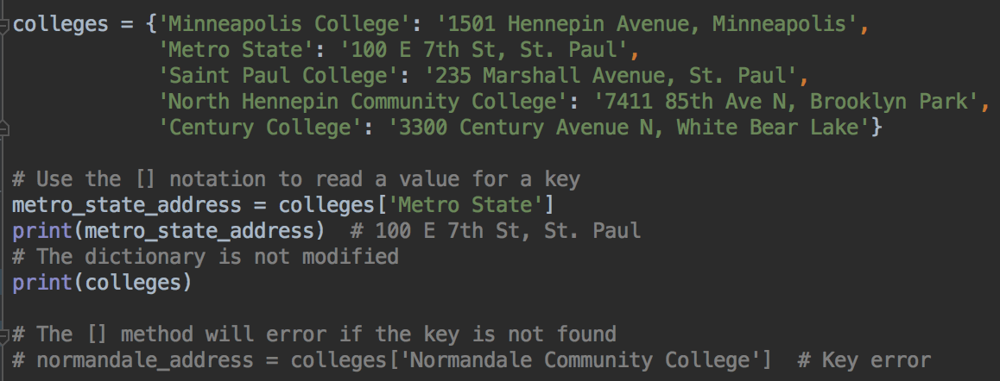 colleges = {'Minneapolis College': '1501 Hennepin Avenue, Minneapolis',
            'Metro State': '100 E 7th St, St. Paul',
            'Saint Paul College': '235 Marshall Avenue, St. Paul',
            'North Hennepin Community College': '7411 85th Ave N, Brooklyn Park',
            'Century College': '3300 Century Avenue N, White Bear Lake'}

# Use the [] notation to read a value for a key
metro_state_address = colleges['Metro State']
print(metro_state_address)  # 100 E 7th St, St. Paul
# The dictionary is not modified
print(colleges)

# The [] method will error if the key is not found
# normandale_address = colleges['Normandale Community College']  # Key error